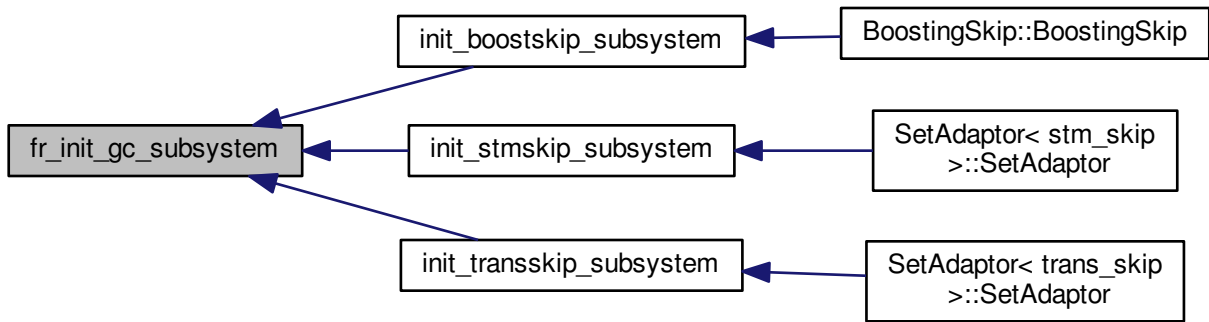 init_boostskip_subsystem
BoostingSkip::BoostingSkip
fr_init_gc_subsystem
init_stmskip_subsystem
SetAdaptor< stm_skip
>::SetAdaptor
init_transskip_subsystem
SetAdaptor< trans_skip
>::SetAdaptor